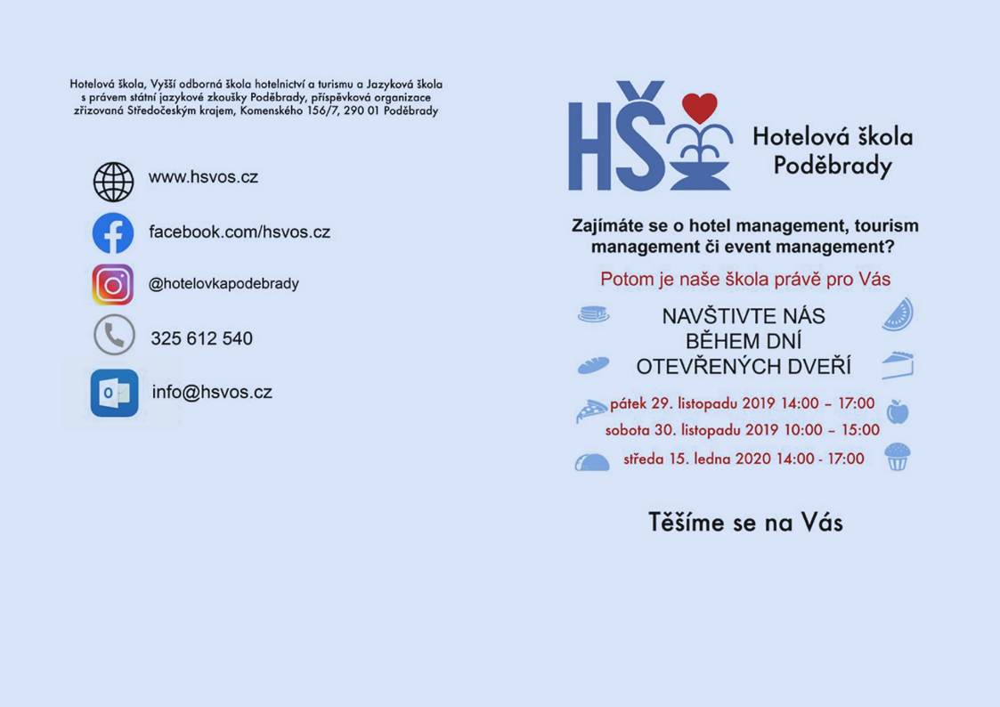 Hotelová škola, Vyšší odborná škola hotelnictví a turismu a Jazyková škola
s právem státní jazykové zkoušky Poděbrady, příspěvková organizace
zřizovaná Středočeským krajem, Komenského 156/7, 290 01 Poděbrady
www.hsvos.cz
facebook.com/hsvos.cz
@hotelovkapodebrady
325 612 540
info@hsvos.cz
HŠ
Hotelová škola
Poděbrady
Zajímáte se o hotel management, tourism
management či event management?
Potom je naše škola právě pro Vás
NAVŠTIVTE NÁS
BĚHEM DNÍ
OTEVŘENÝCH DVEŘÍ
pátek 29. listopadu 2019 14:00 – 17:00
sobota 30. listopadu 2019 10:00 – 15:00
středa 15. ledna 2020 14:00 - 17:00
Těšíme se na Vás